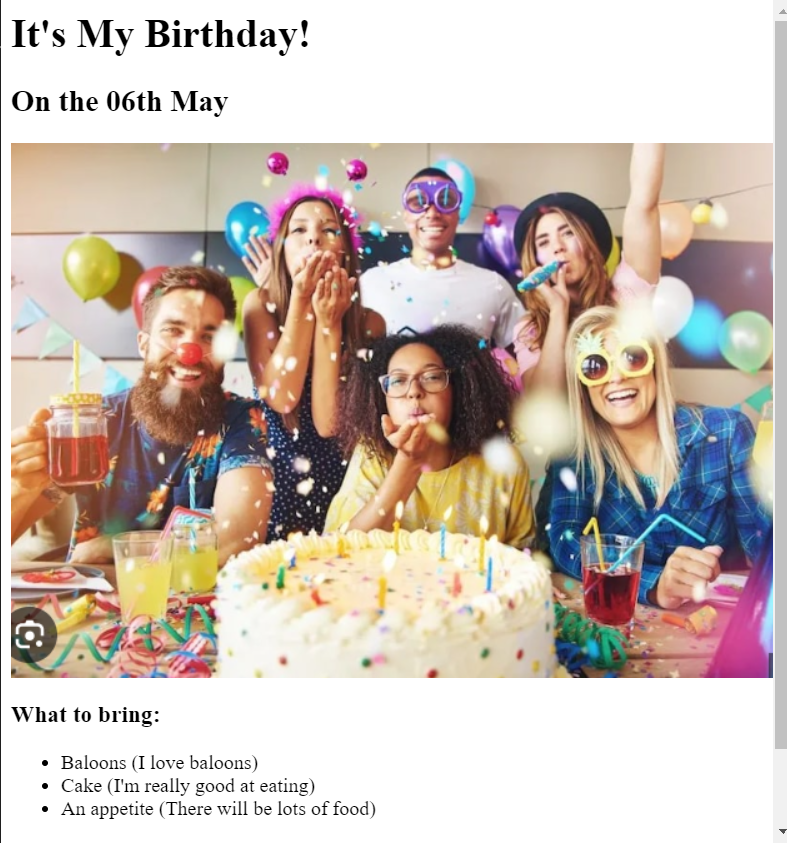 It's My Birthday!
On the 06th May
What to bring:
Baloons (I love baloons)
Cake (I'm really good at eating)
An appetite (There will be lots of food)